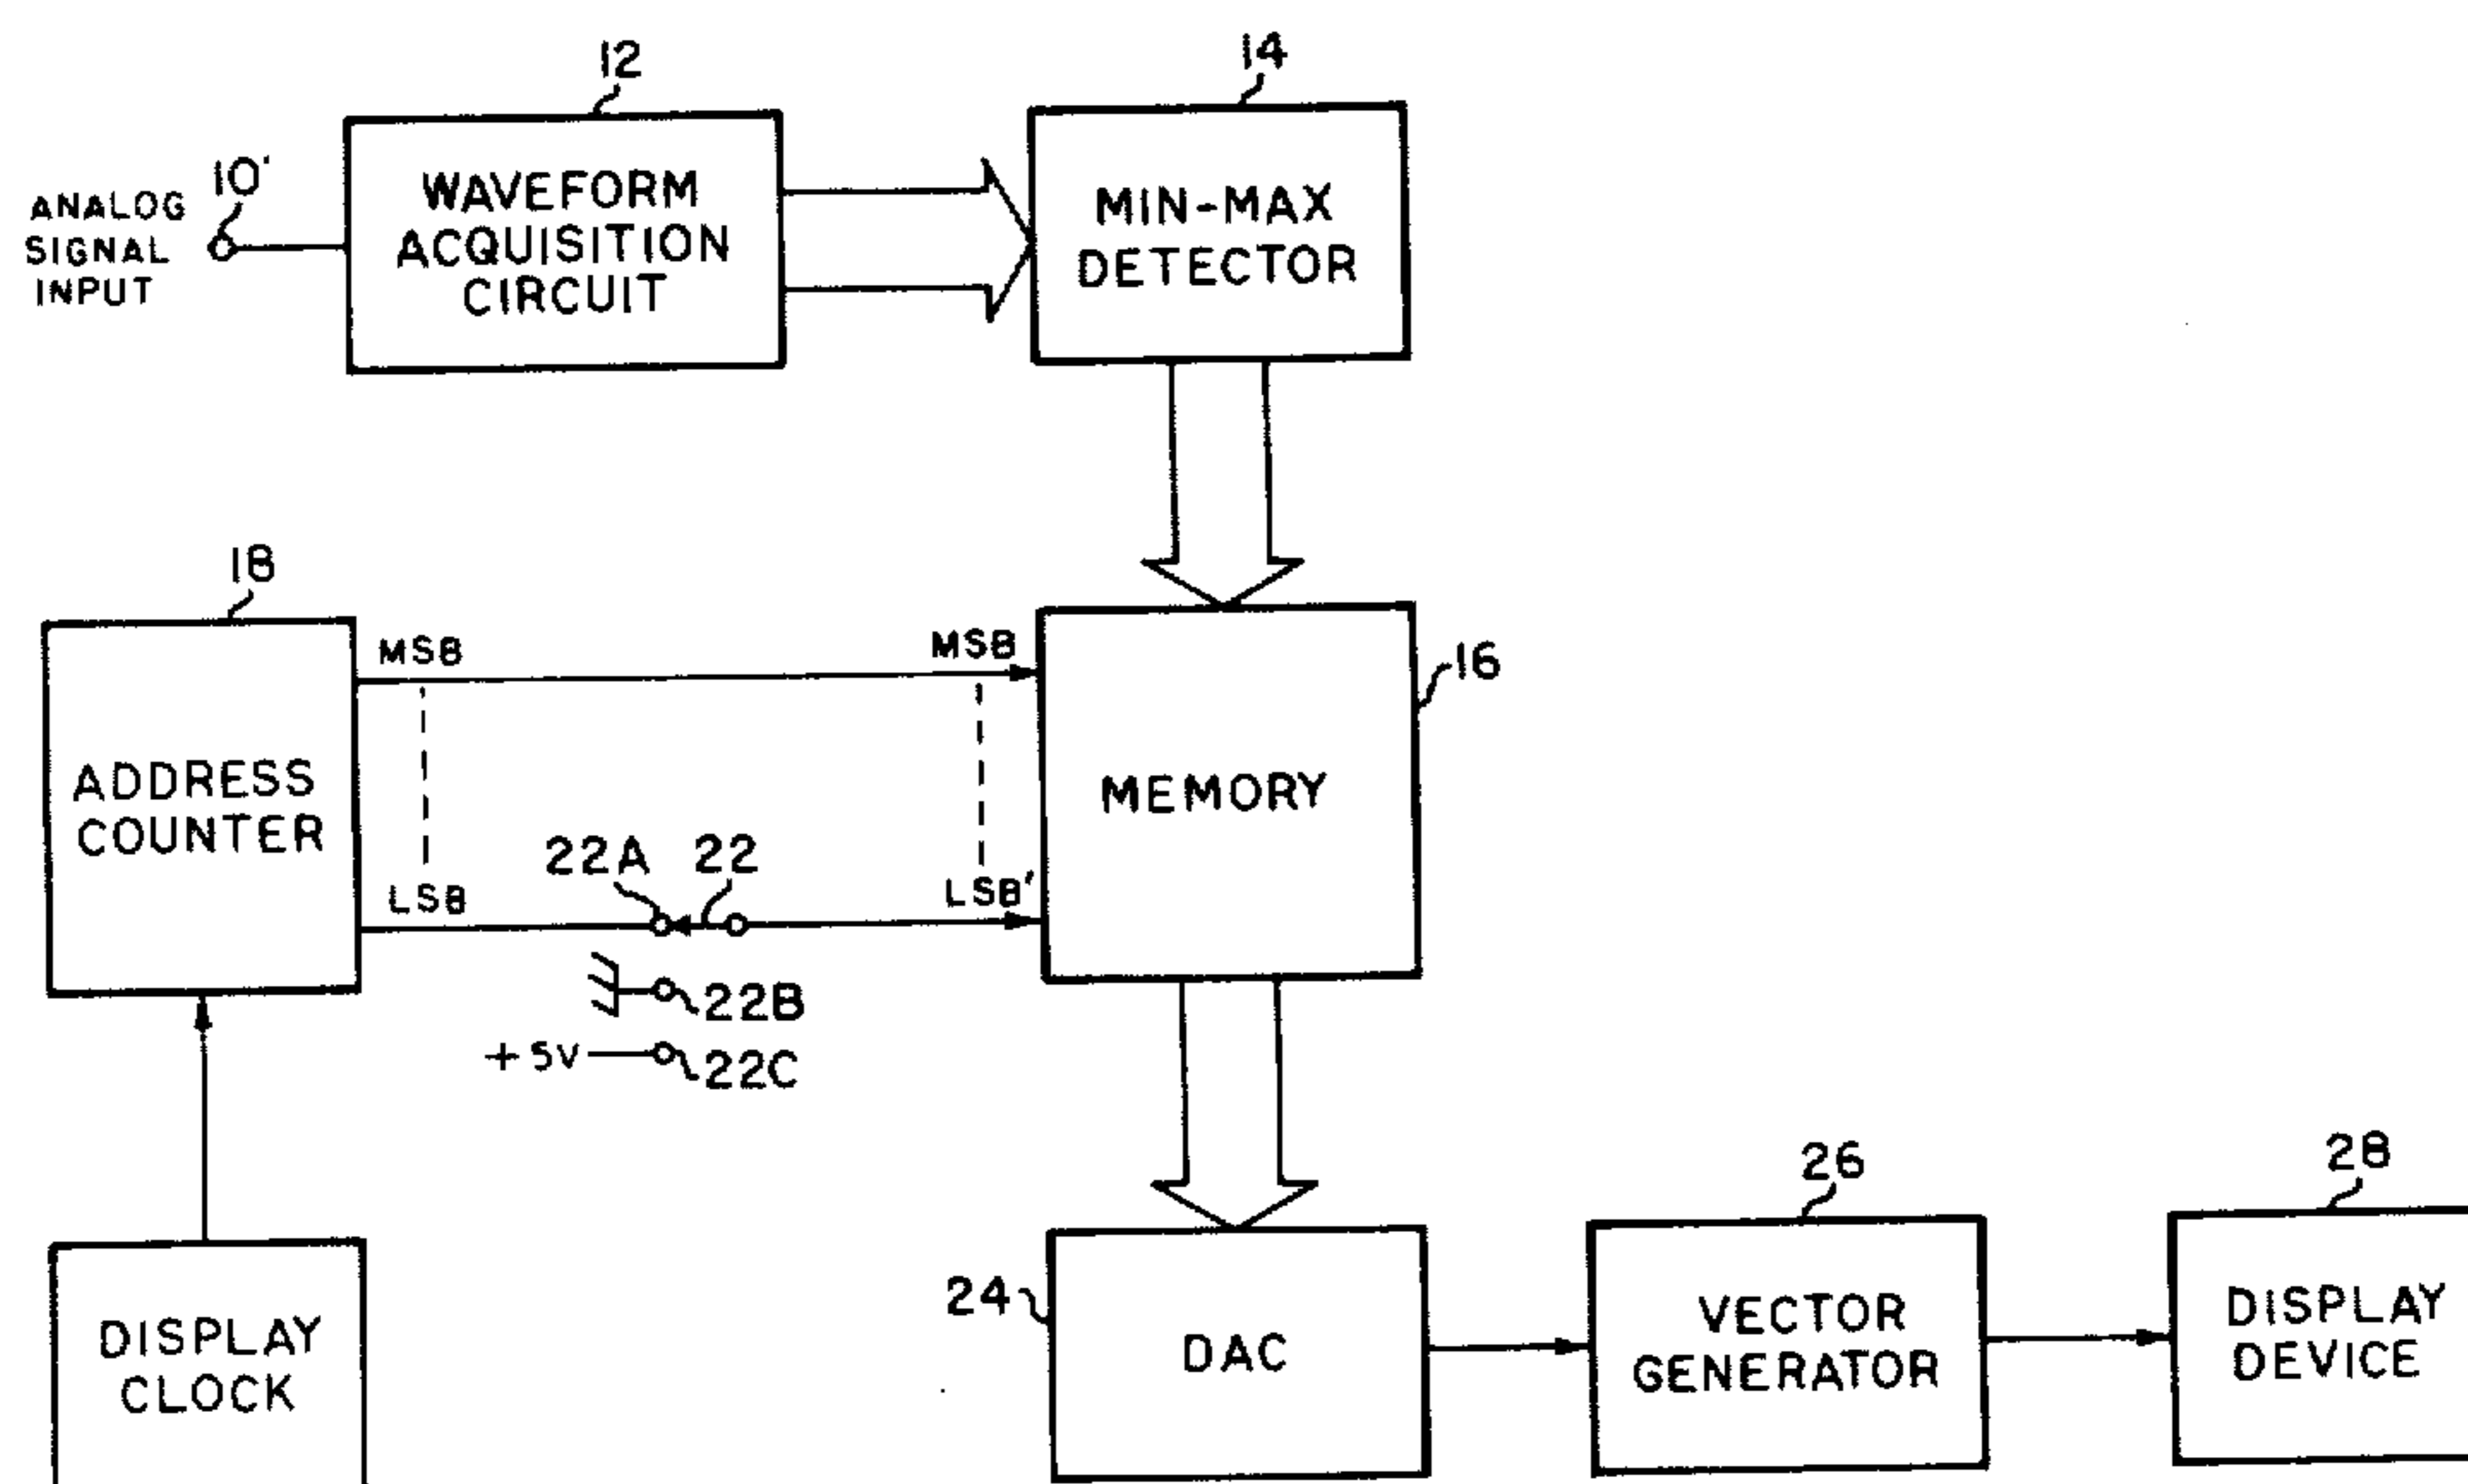 12
14
10'
ANALOG
SIGNAL
INPUT
WAVEFORM
ACQUISITION
CIRCUIT
MIN-MAX
DETECTOR
18
MSB
MSB
16
ADDRESS
COUNTER
MEMORY
22A 22
LSB
LSB'
22B
+5V
22C
26
28
24
DISPLAY
CLOCK
DAC
VECTOR
GENERATOR
DISPLAY
DEVICE